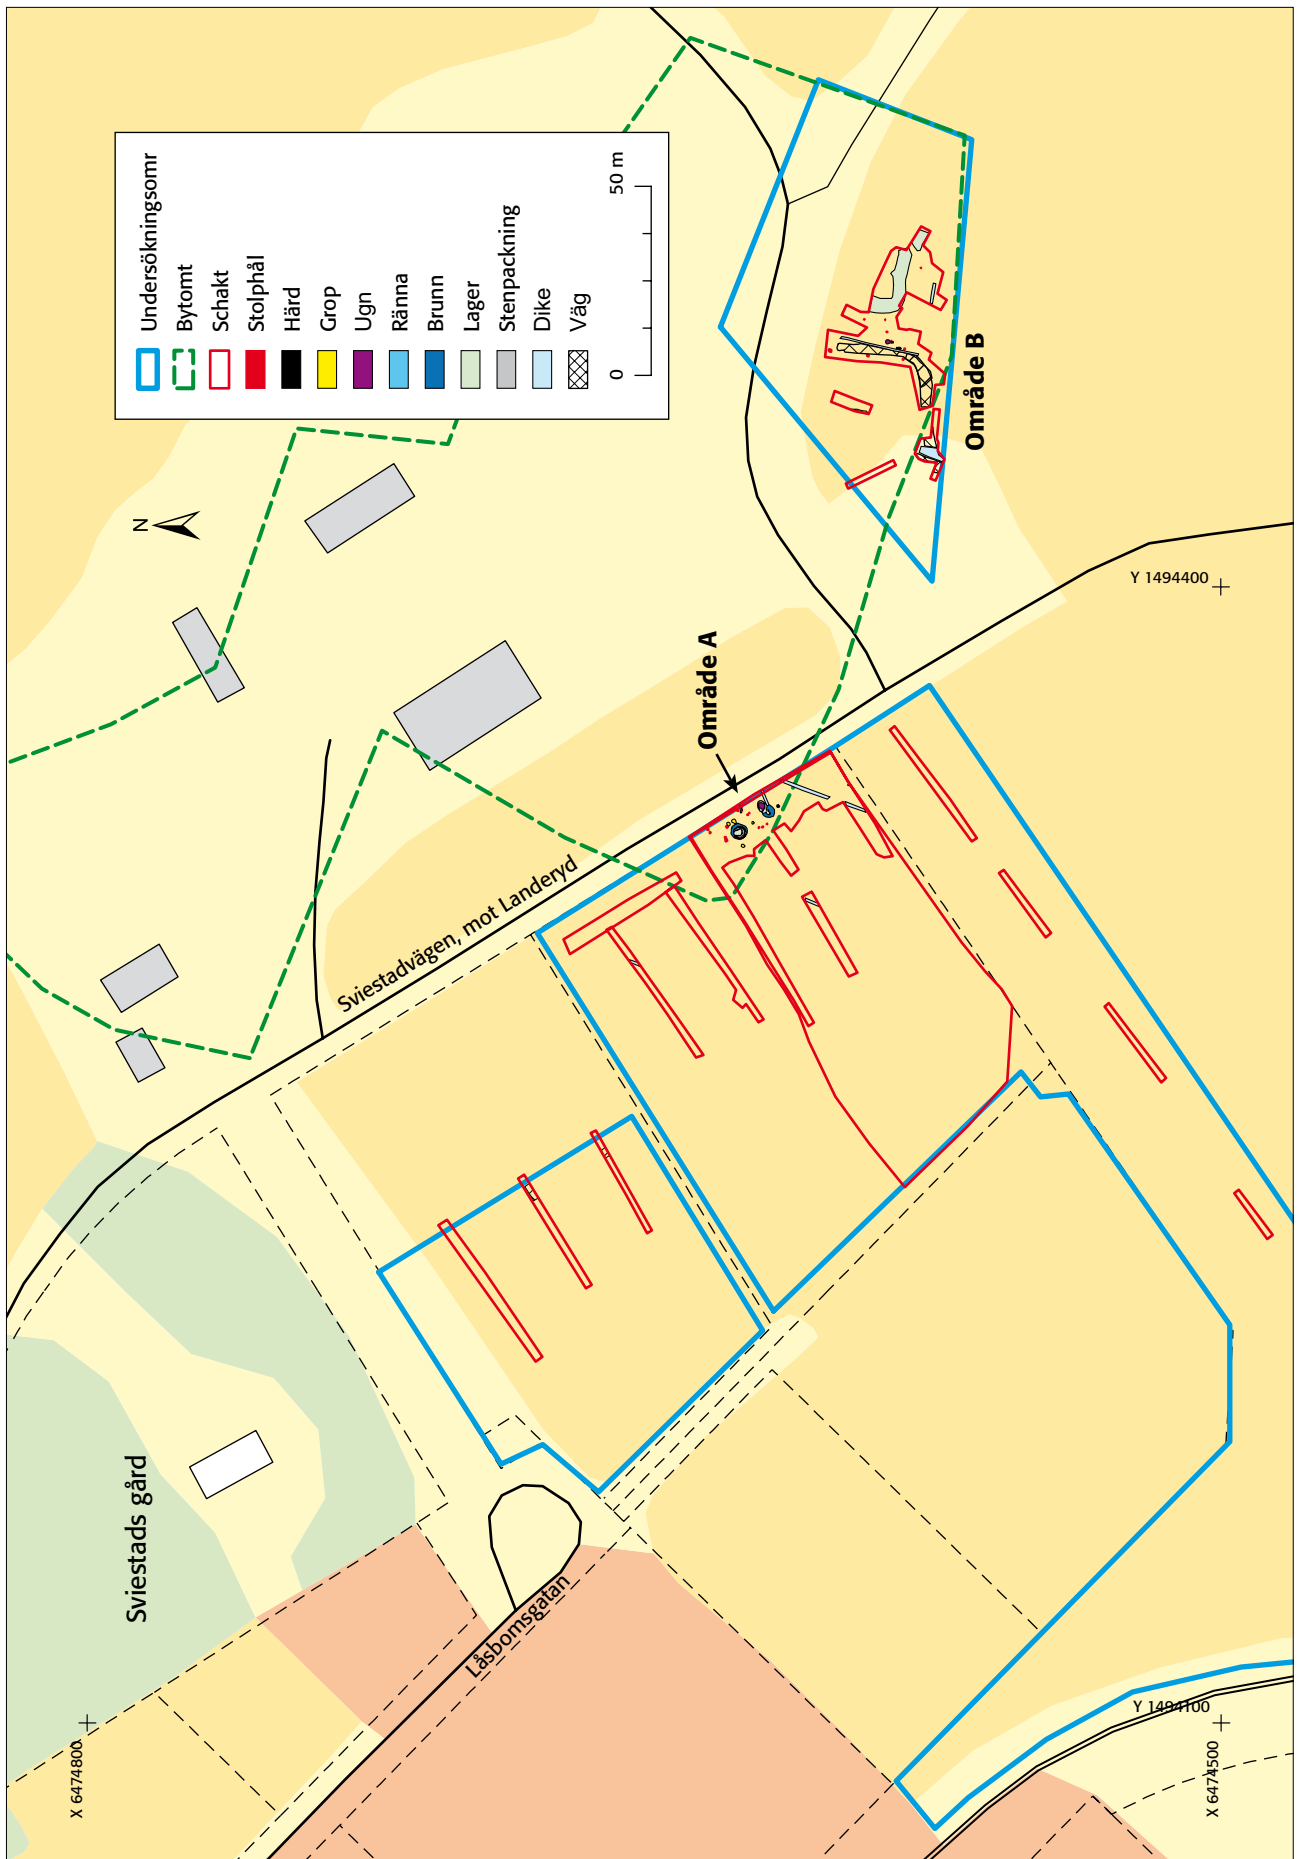 Undersökningsomr
Bytomt
Schakt
Stolphål
Härd
Grop
Ugn
Ränna
Brunn
Lager
Stenpackning
Dike
Väg
0
50 m
N
Område A
Område B
Sviestadvägen, mot Landeryd
Sviestads gård
Låsbomsgatan
Y 1494400
Y 1494100
X 6474800
X 6474500